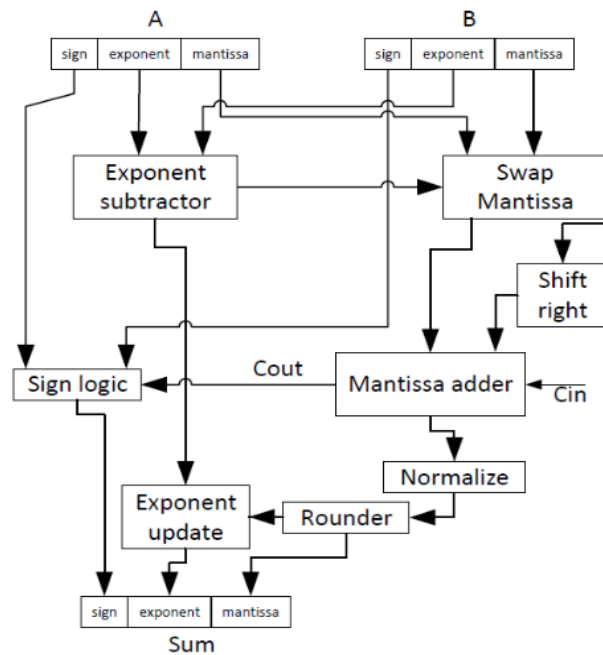 A B
sign exponent mantissa sign exponent mantissa
Exponent
subtractor
Swap
Mantissa
Shift
right
Sign logic
Cout
Mantissa adder
Cin
Normalize
Exponent
update
Rounder
sign exponent mantissa
Sum